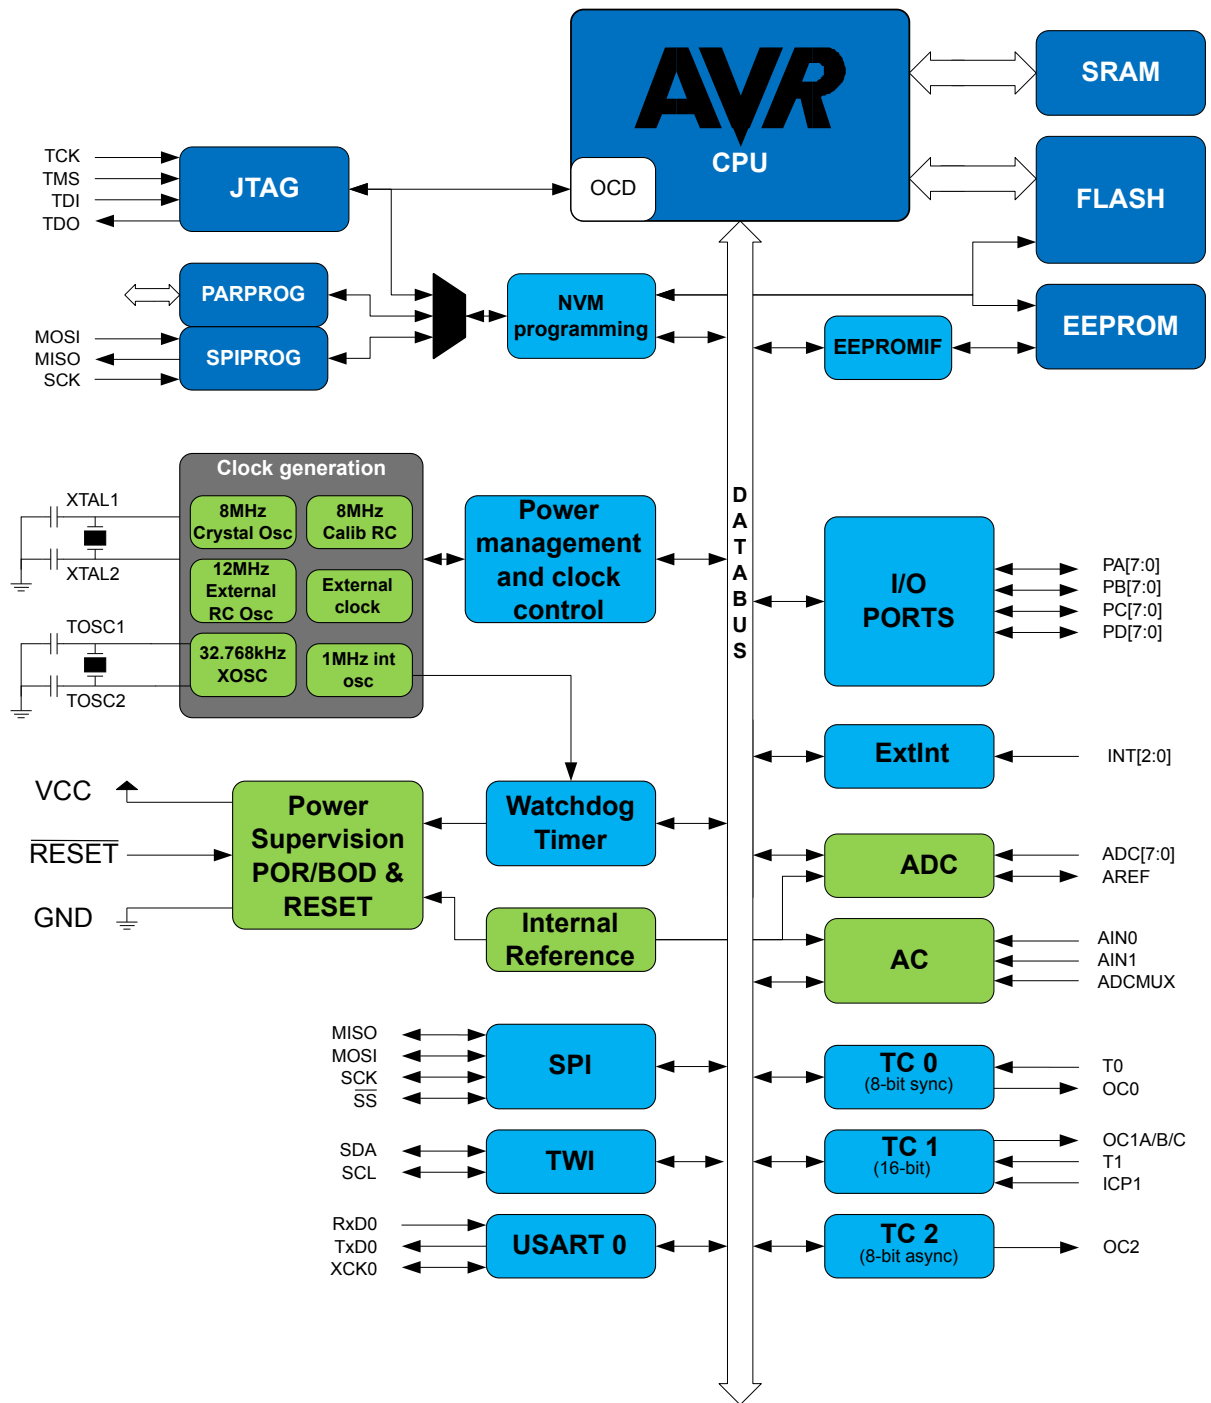 AVR
CPU
OCD
SRAM
FLASH
EEPROM
TCK
TMS
TDI
TDO
JTAG
PARPROG
MOSI
MISO
SCK
SPIPROG
NVM
programming
EEPROMIF
Clock generation
8MHz
Crystal Osc
8MHz
Calib RC
12MHz
External
RC Osc
External
clock
32.768kHz
XOSC
1MHz int
osc
XTAL1
XTAL2
TOSC1
TOSC2
Power
management
and clock
control
DATABUS
I/O
PORTS
PA[7:0]
PB[7:0]
PC[7:0]
PD[7:0]
ExtInt
INT[2:0]
VCC
RESET
GND
Power
Supervision
POR/BOD &
RESET
Watchdog
Timer
Internal
Reference
ADC
ADC[7:0]
AREF
AC
AIN0
AIN1
ADCMUX
MISO
MOSI
SCK
SS
SPI
TC 0
(8-bit sync)
T0
OC0
SDA
SCL
TWI
TC 1
(16-bit)
OC1A/B/C
T1
ICP1
RxD0
TxD0
XCK0
USART 0
TC 2
(8-bit async)
OC2